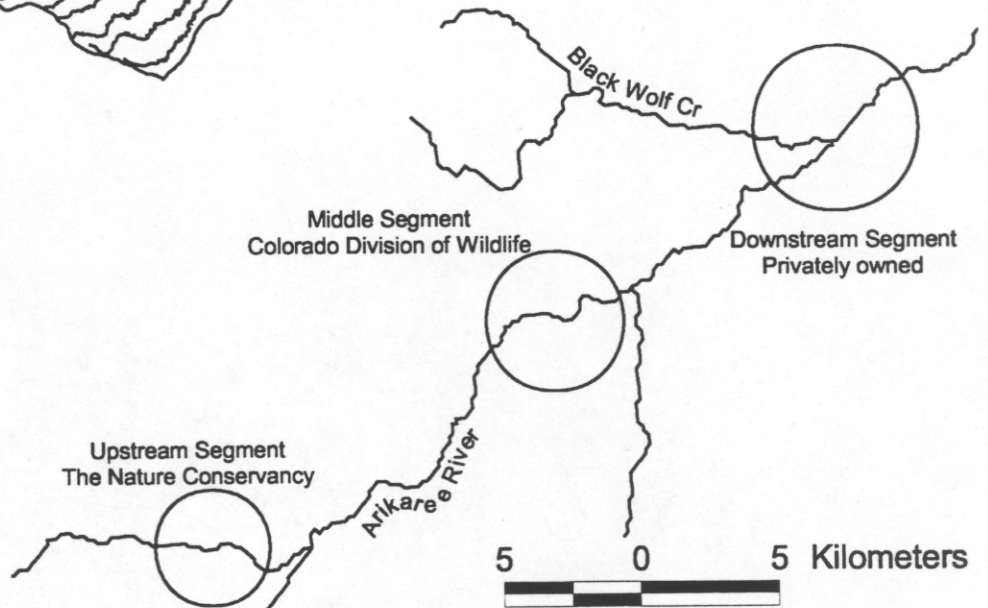 Black Wolf Cr
Middle Segment
Colorado Division of Wildlife
Downstream Segment
Privately owned
Upstream Segment
The Nature Conservancy
Arikaree River
5 0 5 Kilometers